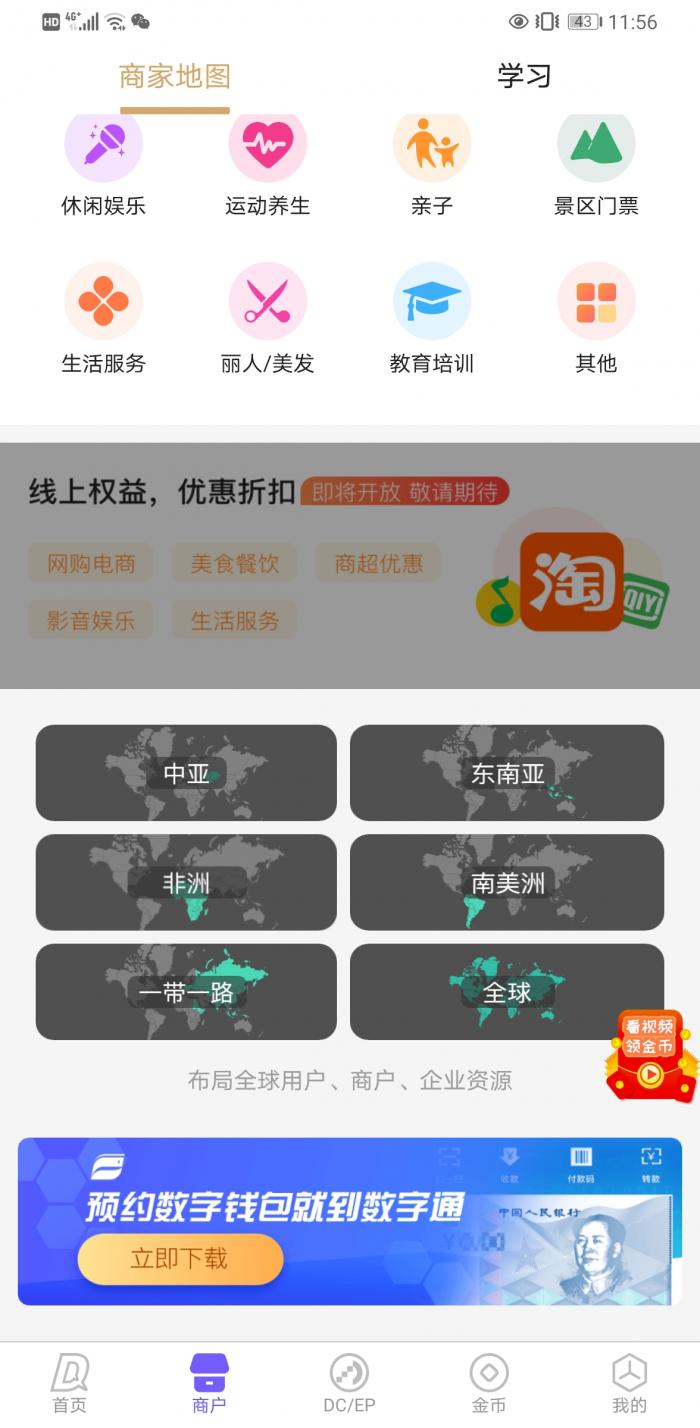 HD 4G+ 43 11:56
商家地图 学习
休闲娱乐 运动养生 亲子 景区门票
生活服务 丽人/美发 教育培训 其他
线上权益，优惠折扣 即将开放 敬请期待
网购电商 美食餐饮 商超优惠
影音娱乐 生活服务
淘
QIYI
中亚 东南亚
非洲 南美洲
一带一路 全球
看视频
领金币
布局全球用户、商户、企业资源
收款 付款码 转款
预约数字钱包就到数字通
中国人民银行
立即下载
首页 商户 DC/EP 金币 我的